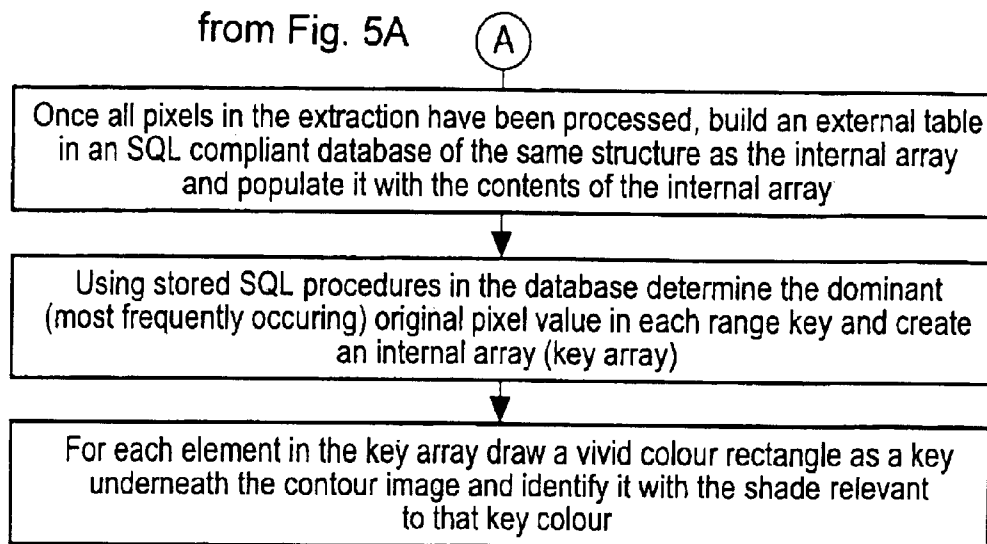 from Fig. 5A
A
Once all pixels in the extraction have been processed, build an external table
in an SQL compliant database of the same structure as the internal array
and populate it with the contents of the internal array
Using stored SQL procedures in the database determine the dominant
(most frequently occuring) original pixel value in each range key and create
an internal array (key array)
For each element in the key array draw a vivid colour rectangle as a key
underneath the contour image and identify it with the shade relevant
to that key colour